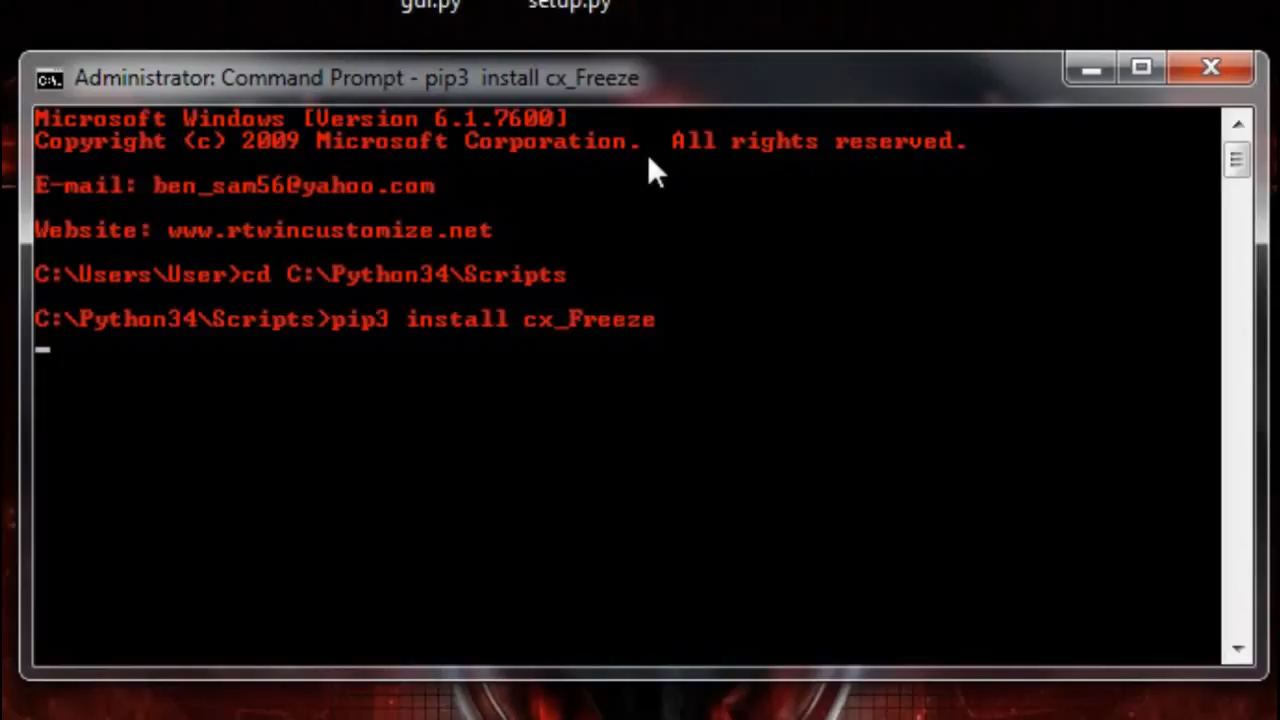 gui.py setup.py
Administrator: Command Prompt - pip3 install cx_Freeze
Microsoft Windows [Version 6.1.7600]
Copyright (c) 2009 Microsoft Corporation. All rights reserved.
E-mail: ben_sam56@yahoo.com
Website: www.rtwincustomize.net
C:\Users\User>cd C:\Python34\Scripts
C:\Python34\Scripts>pip3 install cx_Freeze